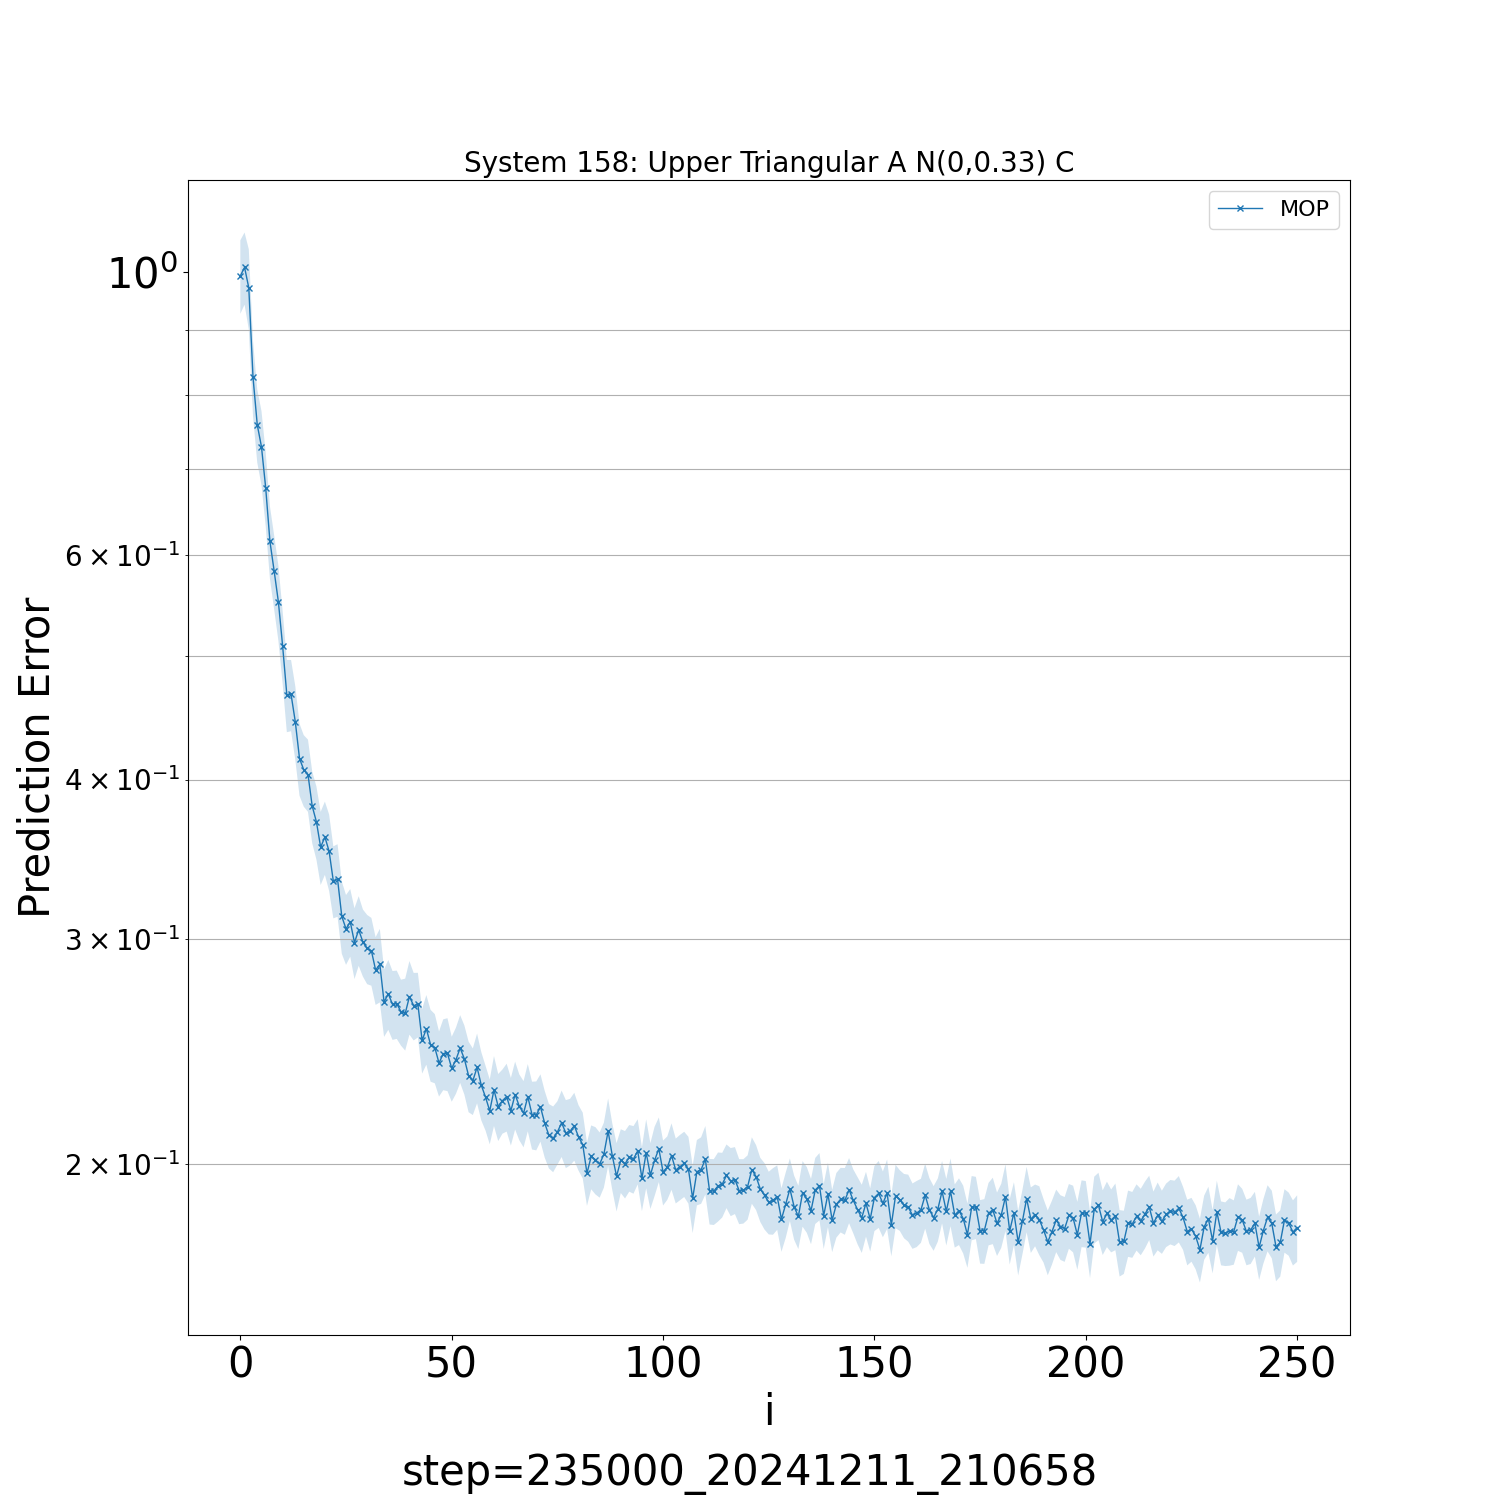 System 158: Upper Triangular A N(0,0.33) C
MOP
10⁰
6 × 10⁻¹
4 × 10⁻¹
3 × 10⁻¹
2 × 10⁻¹
Prediction Error
0 50 100 150 200 250
i
step=235000_20241211_210658